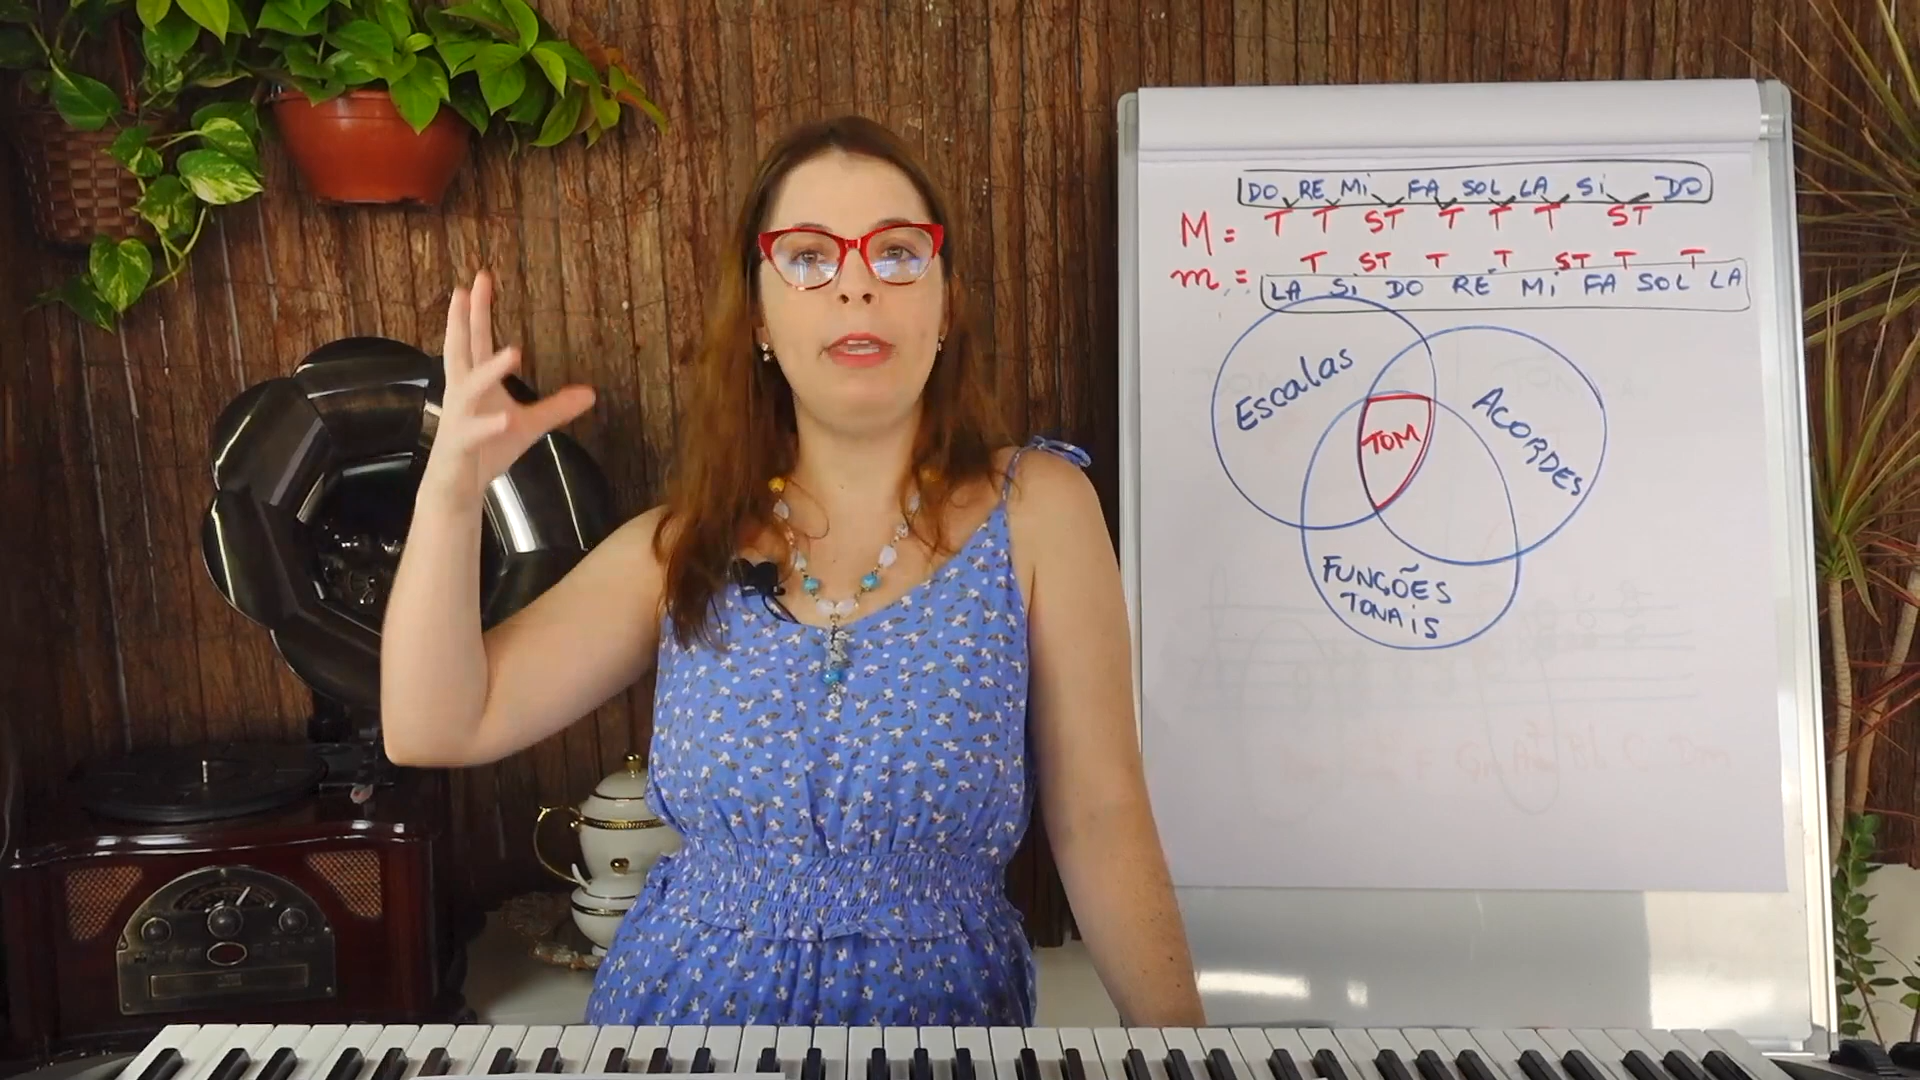 DO RE Mi FA SOL LA Si DO
M = T T ST T T T ST
m = T ST T T ST T T
LA Si DO RÉ Mi FA SOL LA
Escalas
ACORDES
TOM
FUNÇÕES
TONAiS